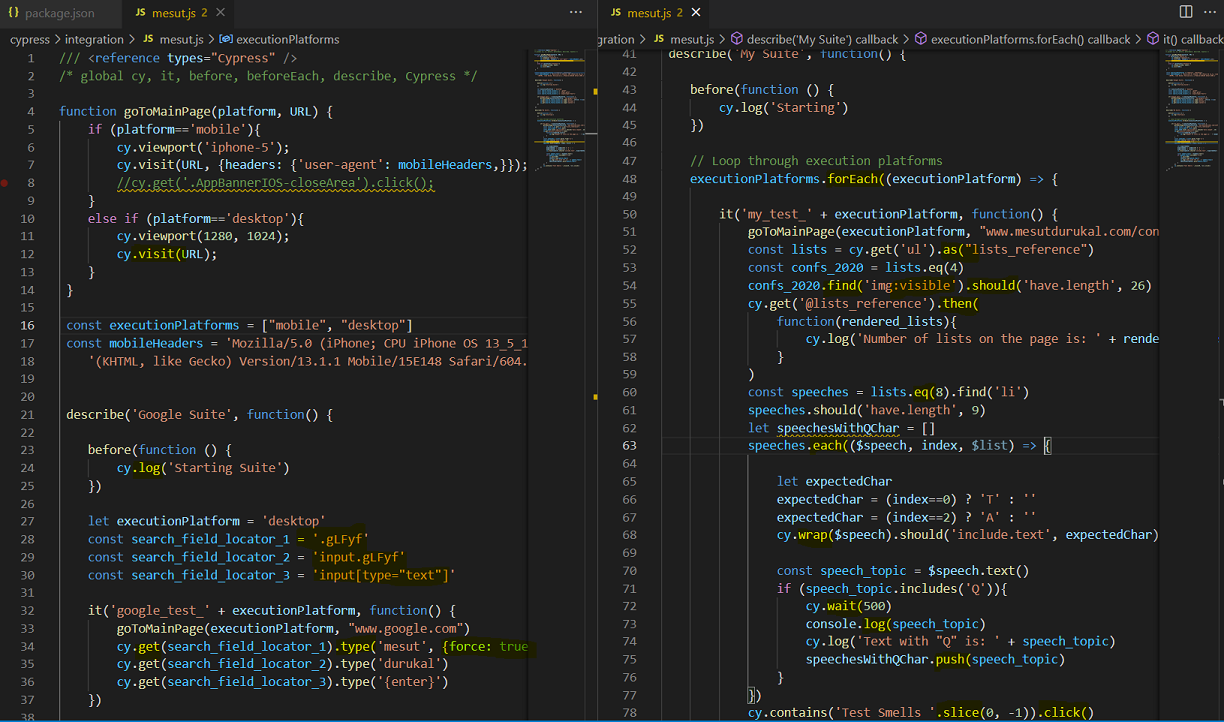 {} package.json
JS mesut.js 2 ×
···
cypress > integration > JS mesut.js > executionPlatforms
1 /// <reference types="Cypress" />
2 /* global cy, it, before, beforeEach, describe, Cypress */
3
4 function goToMainPage(platform, URL) {
5 if (platform=='mobile'){
6 cy.viewport('iphone-5');
7 cy.visit(URL, {headers: {'user-agent': mobileHeaders,}});
8 //cy.get('.AppBannerIOS-closeArea').click();
9 }
10 else if (platform=='desktop'){
11 cy.viewport(1280, 1024);
12 cy.visit(URL);
13 }
14 }
15
16 const executionPlatforms = ["mobile", "desktop"]
17 const mobileHeaders = 'Mozilla/5.0 (iPhone; CPU iPhone OS 13_5_1
18 '(KHTML, like Gecko) Version/13.1.1 Mobile/15E148 Safari/604.
19
20
21 describe('Google Suite', function() {
22
23 before(function () {
24 cy.log('Starting Suite')
25 })
26
27 let executionPlatform = 'desktop'
28 const search_field_locator_1 = '.gLFyf'
29 const search_field_locator_2 = 'input.gLFyf'
30 const search_field_locator_3 = 'input[type="text"]'
31
32 it('google_test_' + executionPlatform, function() {
33 goToMainPage(executionPlatform, "www.google.com")
34 cy.get(search_field_locator_1).type('mesut', {force: true
35 cy.get(search_field_locator_2).type('durukal')
36 cy.get(search_field_locator_3).type('{enter}')
37 })
38
JS mesut.js 2 ×
···
gration > JS mesut.js > describe('My Suite') callback > executionPlatforms.forEach() callback > it() callback
41 describe('My Suite', function() {
42
43 before(function () {
44 cy.log('Starting')
45 })
46
47 // Loop through execution platforms
48 executionPlatforms.forEach((executionPlatform) => {
49
50 it('my_test_' + executionPlatform, function() {
51 goToMainPage(executionPlatform, "www.mesutdurukal.com/con
52 const lists = cy.get('ul').as("lists_reference")
53 const confs_2020 = lists.eq(4)
54 confs_2020.find('img:visible').should('have.length', 26)
55 cy.get('@lists_reference').then(
56 function(rendered_lists){
57 cy.log('Number of lists on the page is: ' + rende
58 }
59 )
60 const speeches = lists.eq(8).find('li')
61 speeches.should('have.length', 9)
62 let speechesWithQChar = []
63 speeches.each(($speech, index, $list) => {
64
65 let expectedChar
66 expectedChar = (index==0) ? 'T' : ''
67 expectedChar = (index==2) ? 'A' : ''
68 cy.wrap($speech).should('include.text', expectedChar)
69
70 const speech_topic = $speech.text()
71 if (speech_topic.includes('Q')){
72 cy.wait(500)
73 console.log(speech_topic)
74 cy.log('Text with "Q" is: ' + speech_topic)
75 speechesWithQChar.push(speech_topic)
76 }
77 })
78 cy.contains('Test Smells '.slice(0, -1)).click()